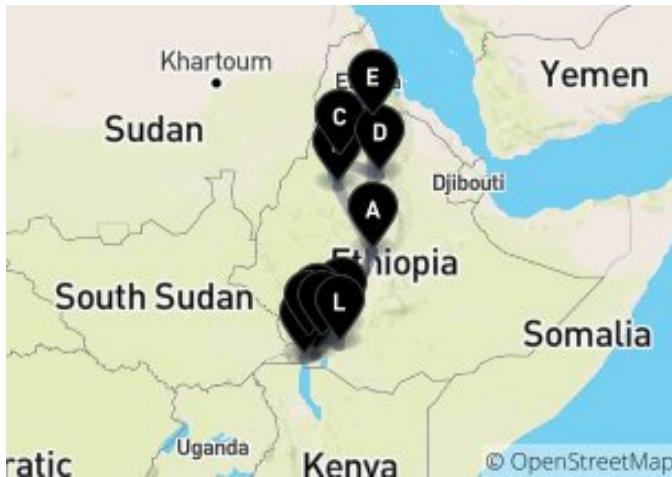 Khartoum
E
Yemen
C
Sudan
D
Djibouti
A
Ethiopia
South Sudan
L
Somalia
Uganda
ratic
Kenya
© OpenStreetMap